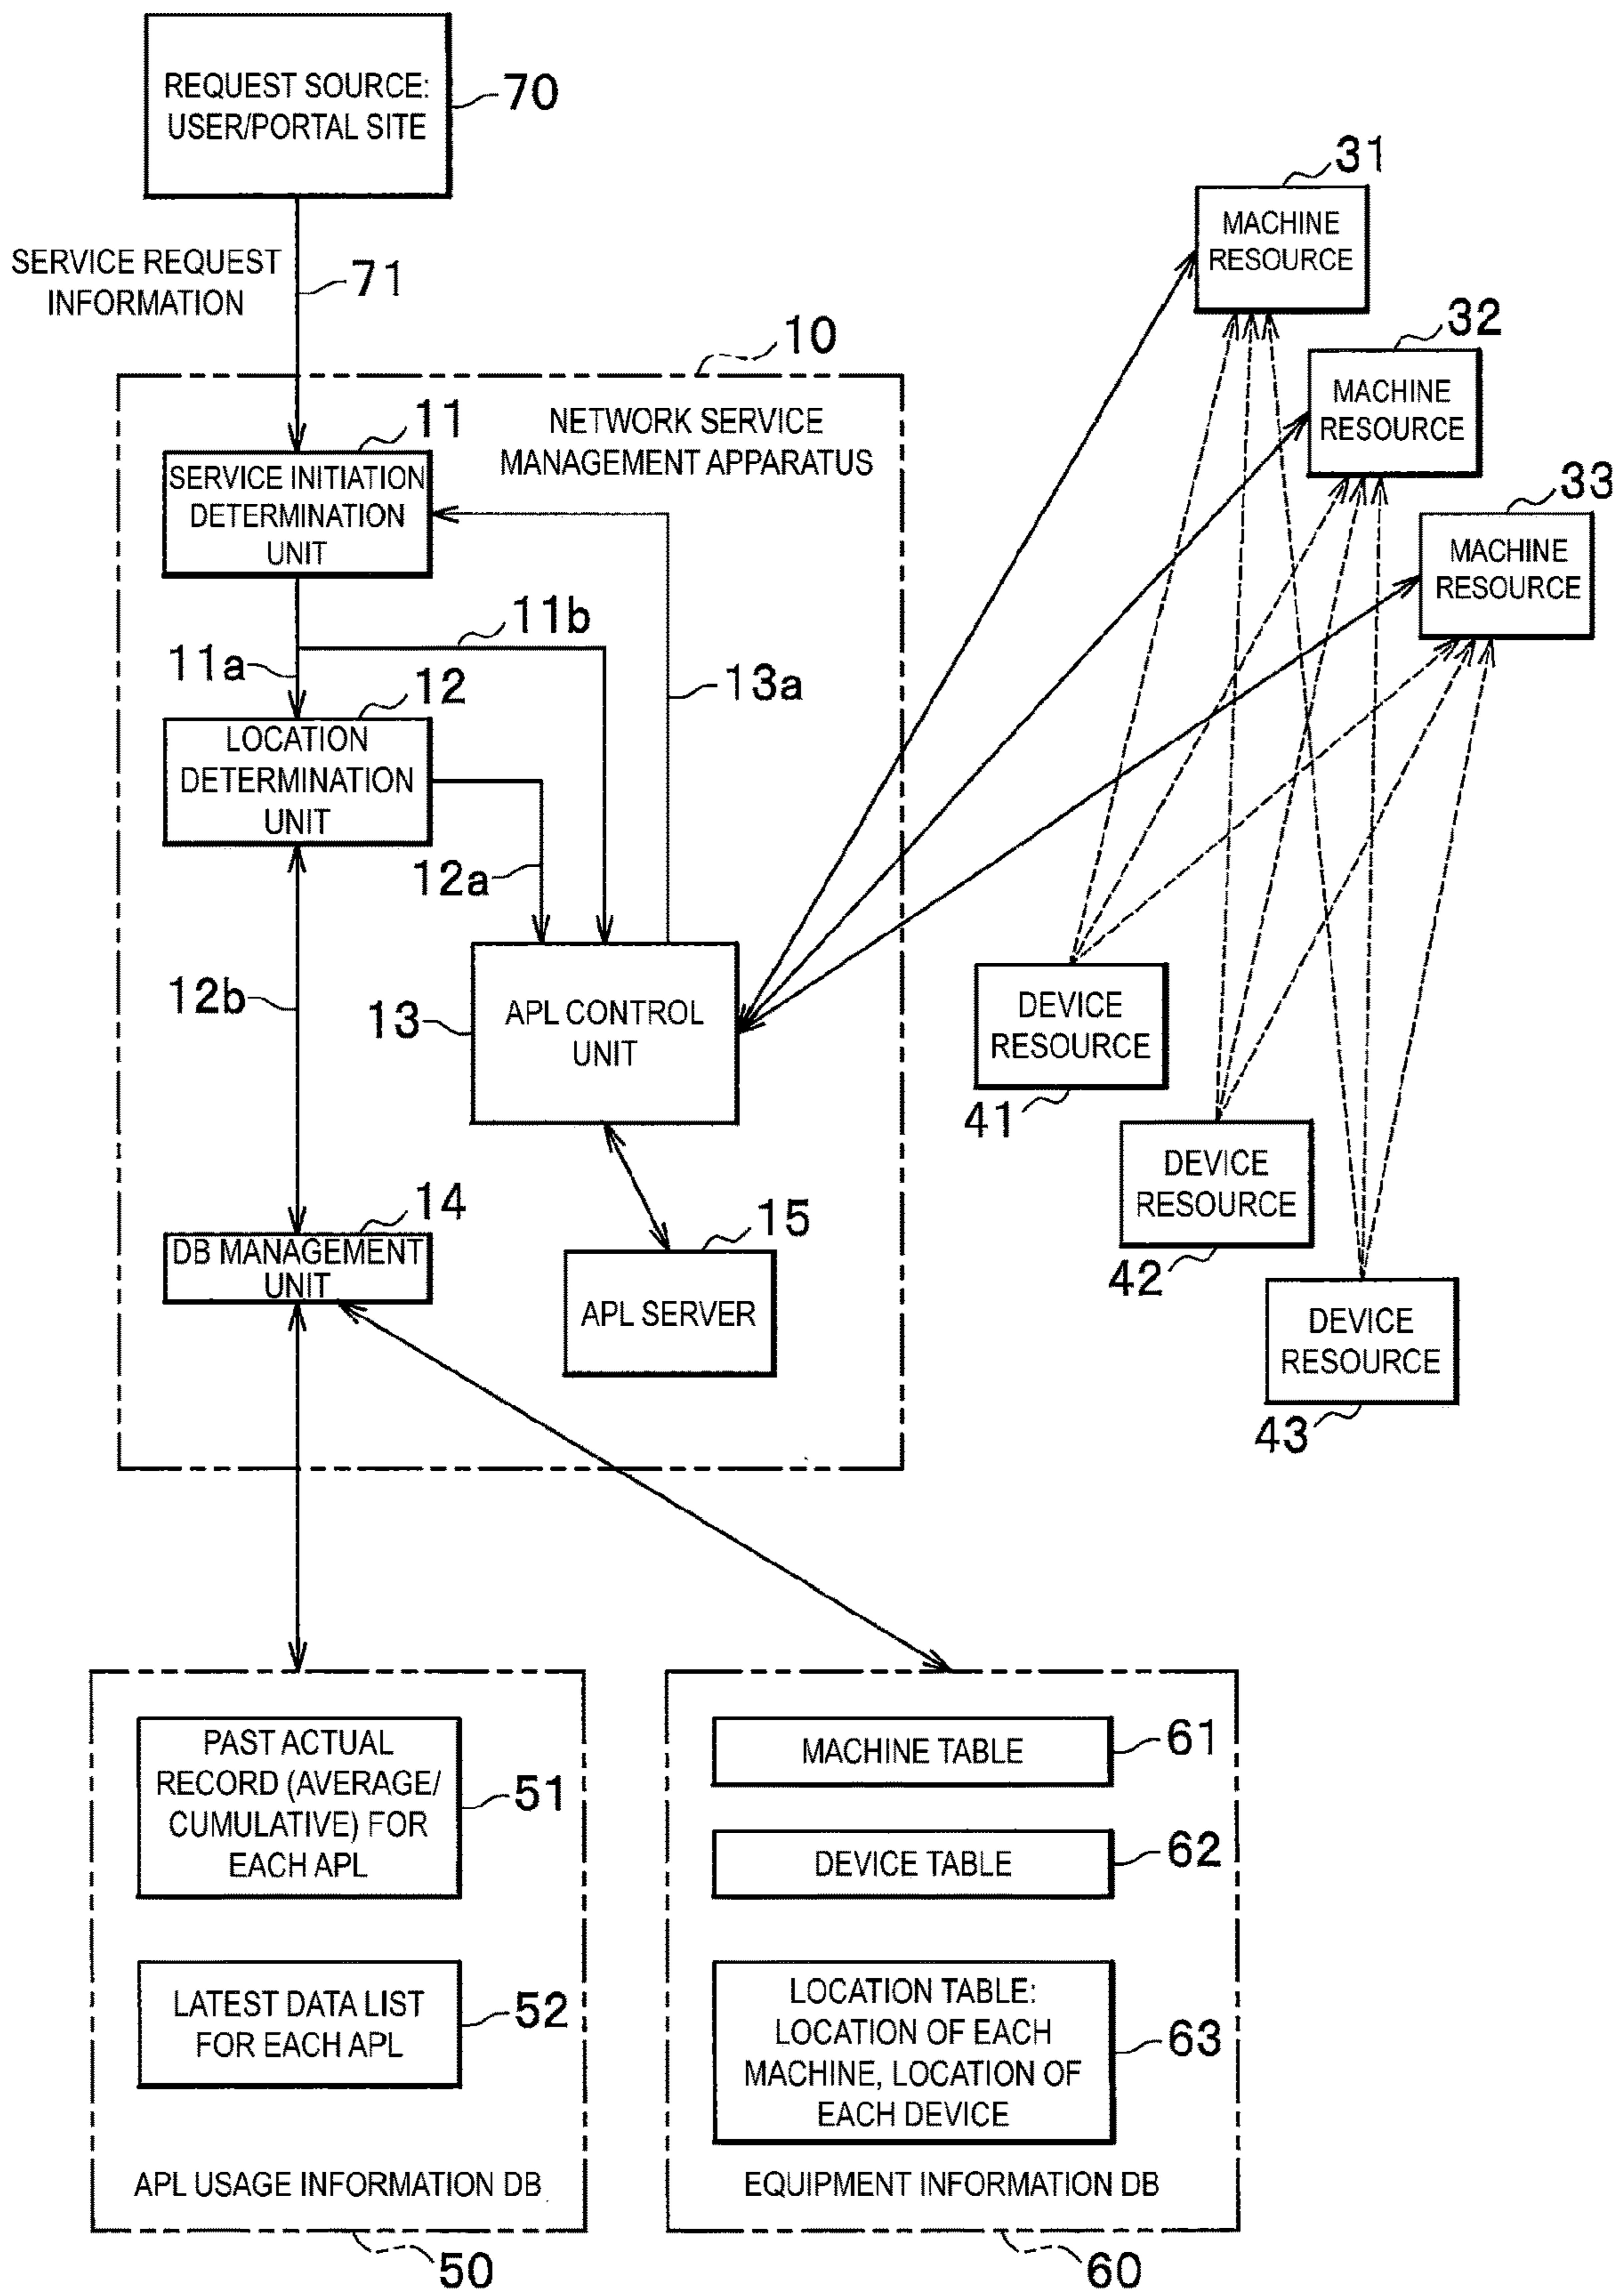 REQUEST SOURCE:
USER/PORTAL SITE
70
SERVICE REQUEST
INFORMATION
71
10
NETWORK SERVICE
MANAGEMENT APPARATUS
11
SERVICE INITIATION
DETERMINATION
UNIT
11b
11a
12
13a
LOCATION
DETERMINATION
UNIT
12a
12b
13
APL CONTROL
UNIT
14
DB MANAGEMENT
UNIT
15
APL SERVER
31
MACHINE
RESOURCE
32
MACHINE
RESOURCE
33
MACHINE
RESOURCE
DEVICE
RESOURCE
41
DEVICE
RESOURCE
42
DEVICE
RESOURCE
43
PAST ACTUAL
RECORD (AVERAGE/
CUMULATIVE) FOR
EACH APL
51
LATEST DATA LIST
FOR EACH APL
52
APL USAGE INFORMATION DB
50
MACHINE TABLE
61
DEVICE TABLE
62
LOCATION TABLE:
LOCATION OF EACH
MACHINE, LOCATION OF
EACH DEVICE
63
EQUIPMENT INFORMATION DB
60